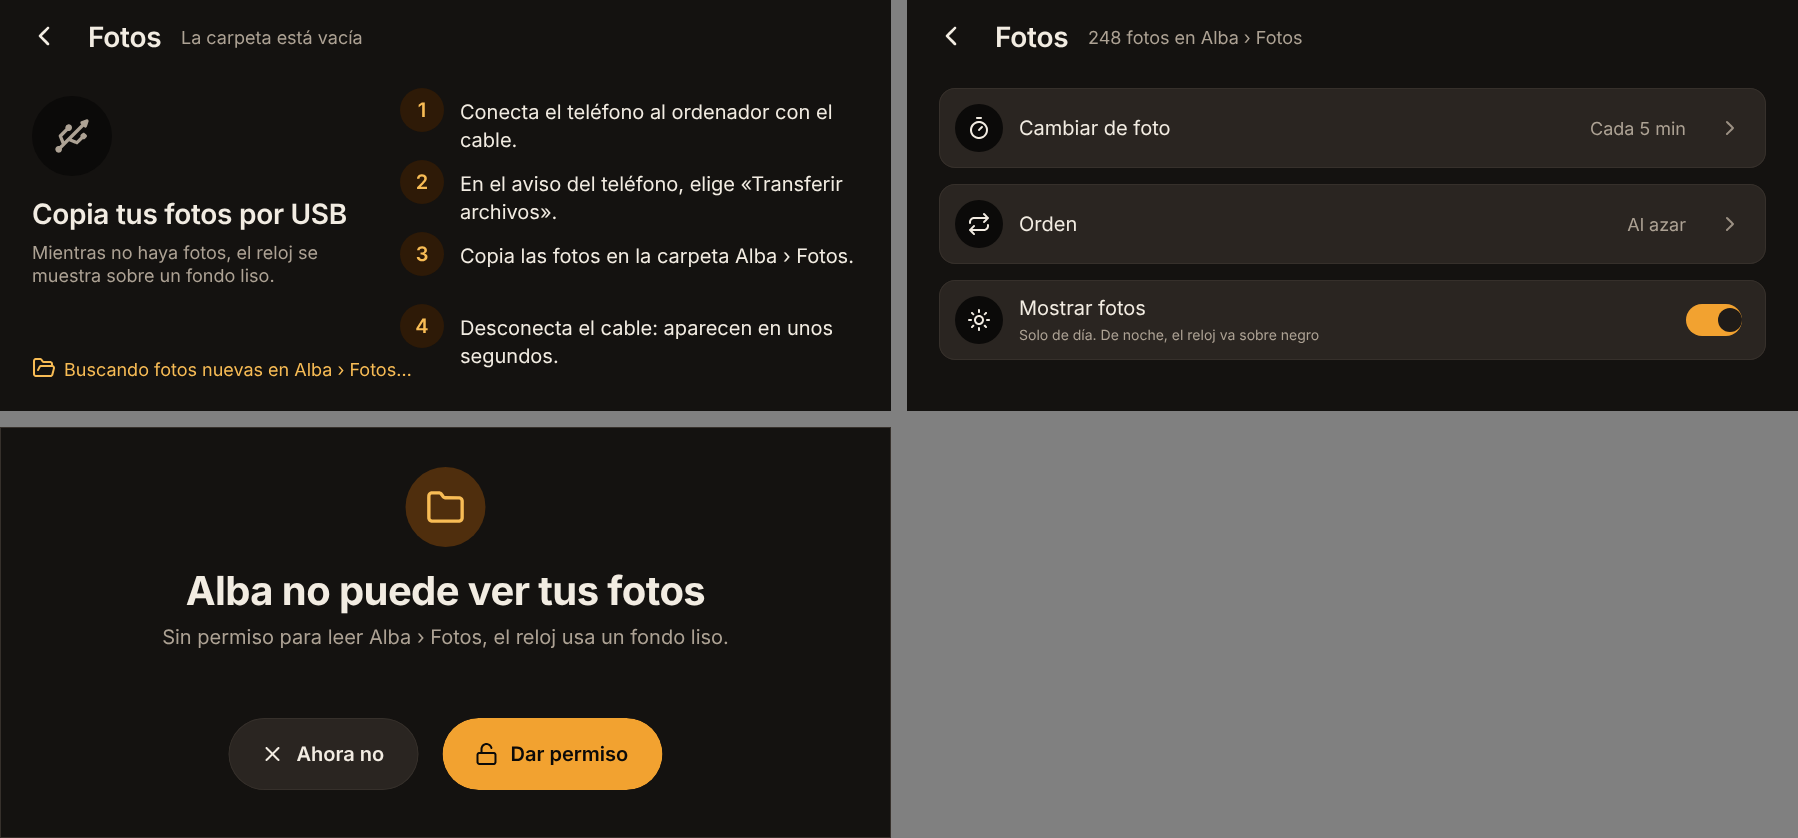 Fotos La carpeta está vacía
Copia tus fotos por USB
Mientras no haya fotos, el reloj se
muestra sobre un fondo liso.
Buscando fotos nuevas en Alba › Fotos...
1 Conecta el teléfono al ordenador con el
cable.
2 En el aviso del teléfono, elige «Transferir
archivos».
3 Copia las fotos en la carpeta Alba › Fotos.
4 Desconecta el cable: aparecen en unos
segundos.
Fotos 248 fotos en Alba › Fotos
Cambiar de foto Cada 5 min
Orden Al azar
Mostrar fotos
Solo de día. De noche, el reloj va sobre negro
Alba no puede ver tus fotos
Sin permiso para leer Alba › Fotos, el reloj usa un fondo liso.
Ahora no Dar permiso